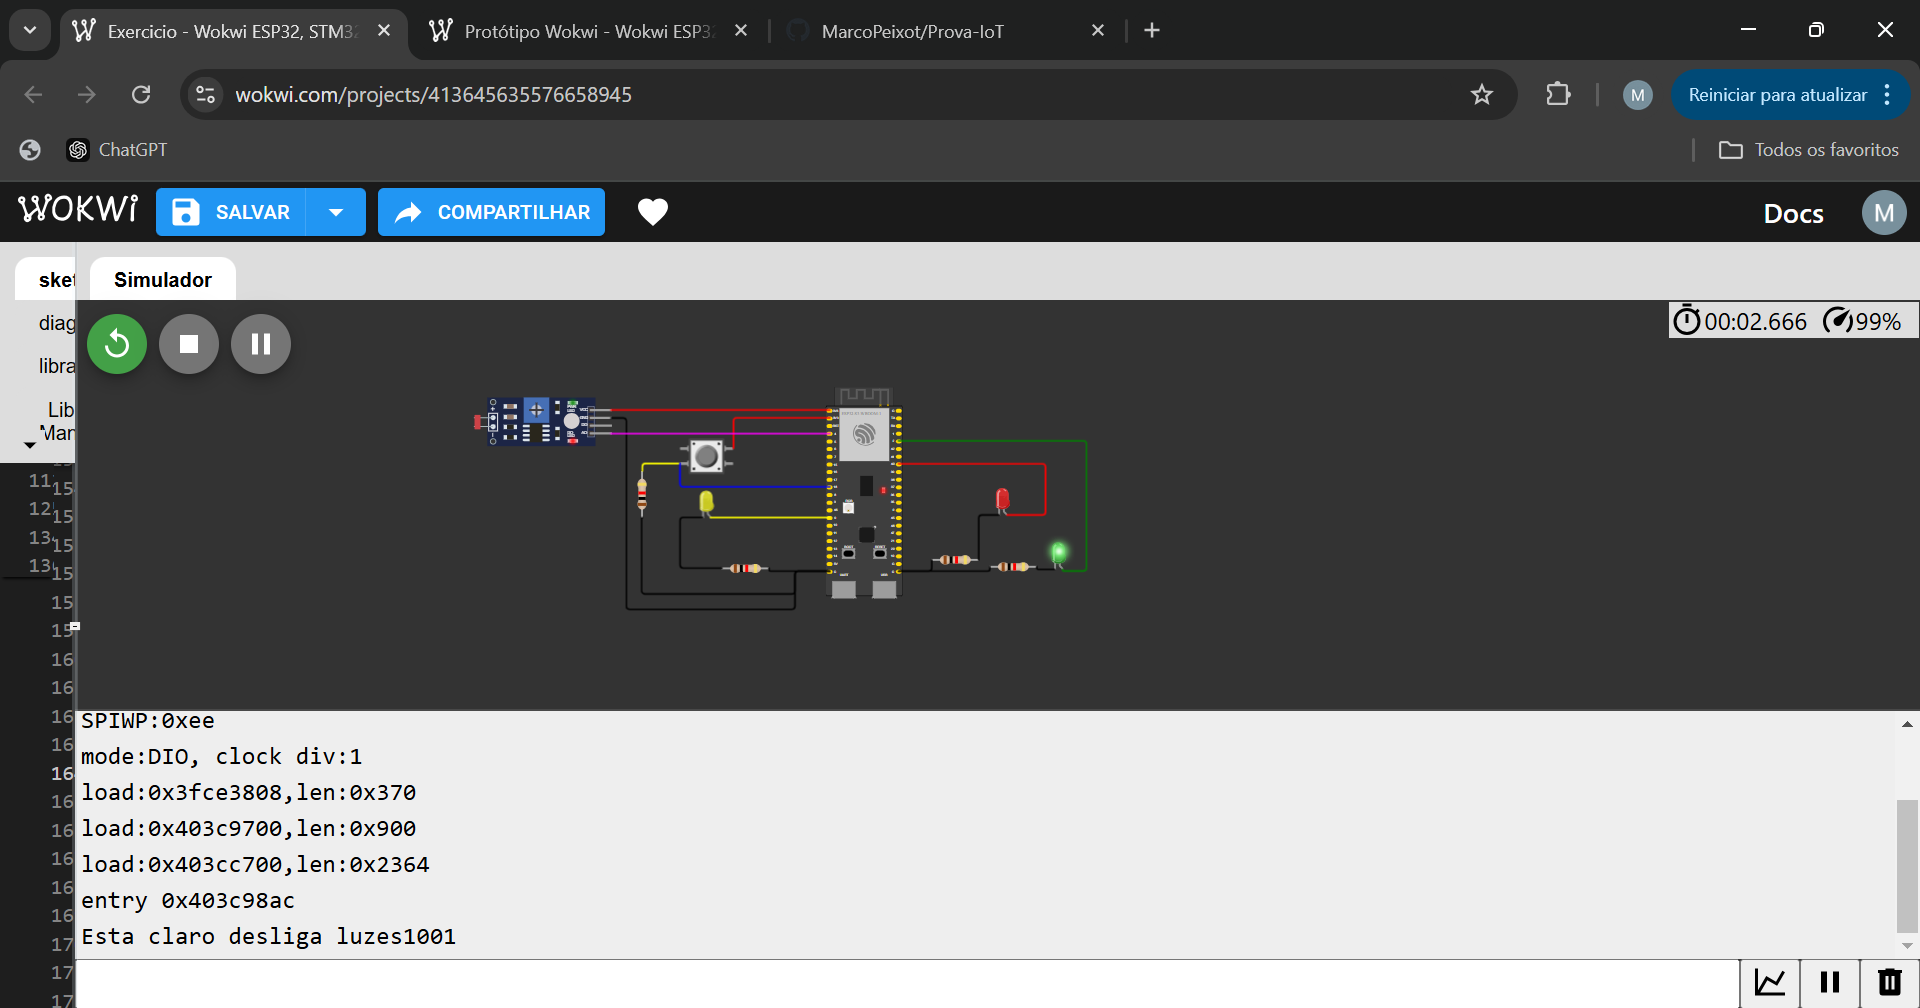 Exercicio - Wokwi ESP32, STM32
Protótipo Wokwi - Wokwi ESP32
MarcoPeixot/Prova-IoT
wokwi.com/projects/413645635576658945
M
Reiniciar para atualizar
ChatGPT
Todos os favoritos
WOKWi
SALVAR
COMPARTILHAR
Docs
M
sket
Simulador
diag
libra
Lib
Man
00:02.666
99%
11
12
13
13
15
15
15
15
15
15
16
16
16
16
16
16
16
16
16
16
17
17
17
SPIWP:0xee
mode:DIO, clock div:1
load:0x3fce3808,len:0x370
load:0x403c9700,len:0x900
load:0x403cc700,len:0x2364
entry 0x403c98ac
Esta claro desliga luzes1001